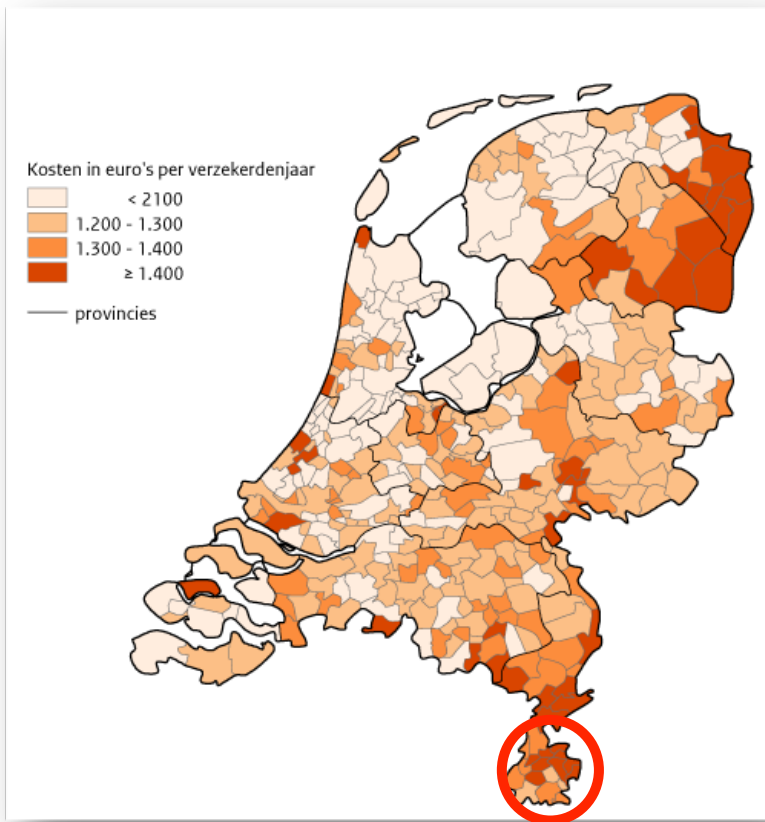 Kosten in euro's per verzekerdenjaar
< 2100
1.200 - 1.300
1.300 - 1.400
≥ 1.400
provincies